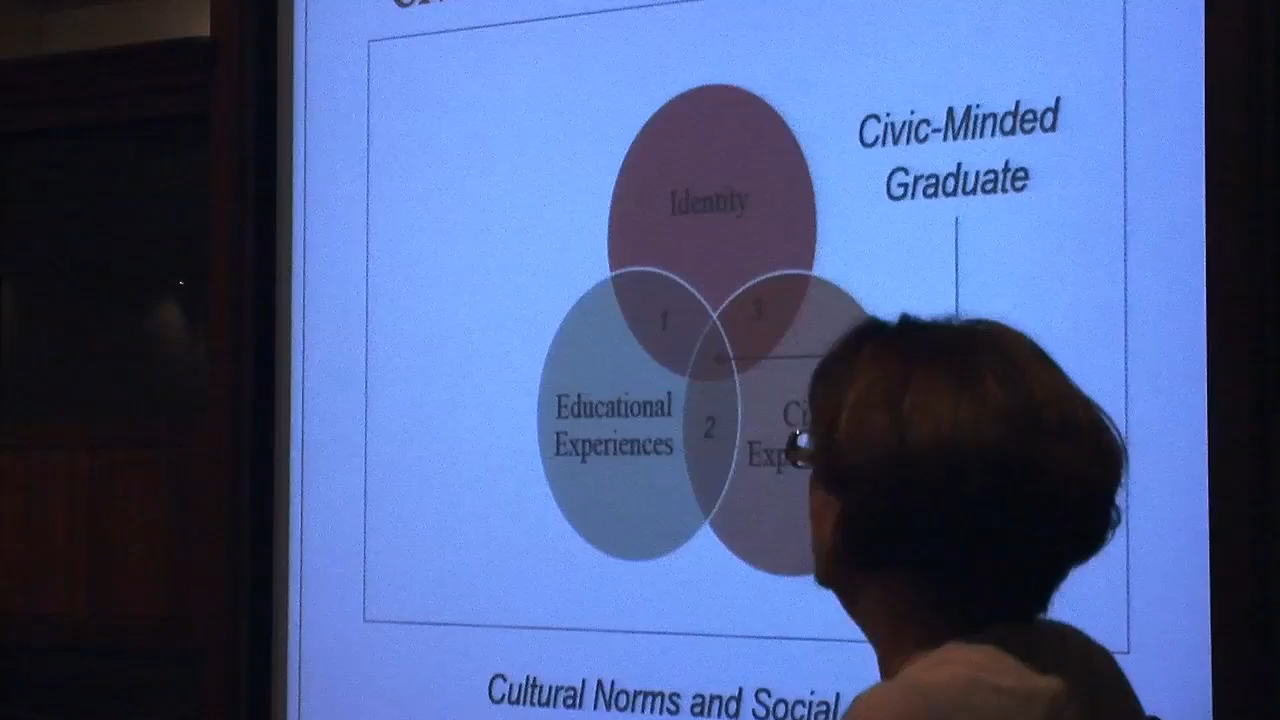 Civic-Minded
Graduate
Identity
1
3
Educational
Experiences
2
Cultural Norms and Social